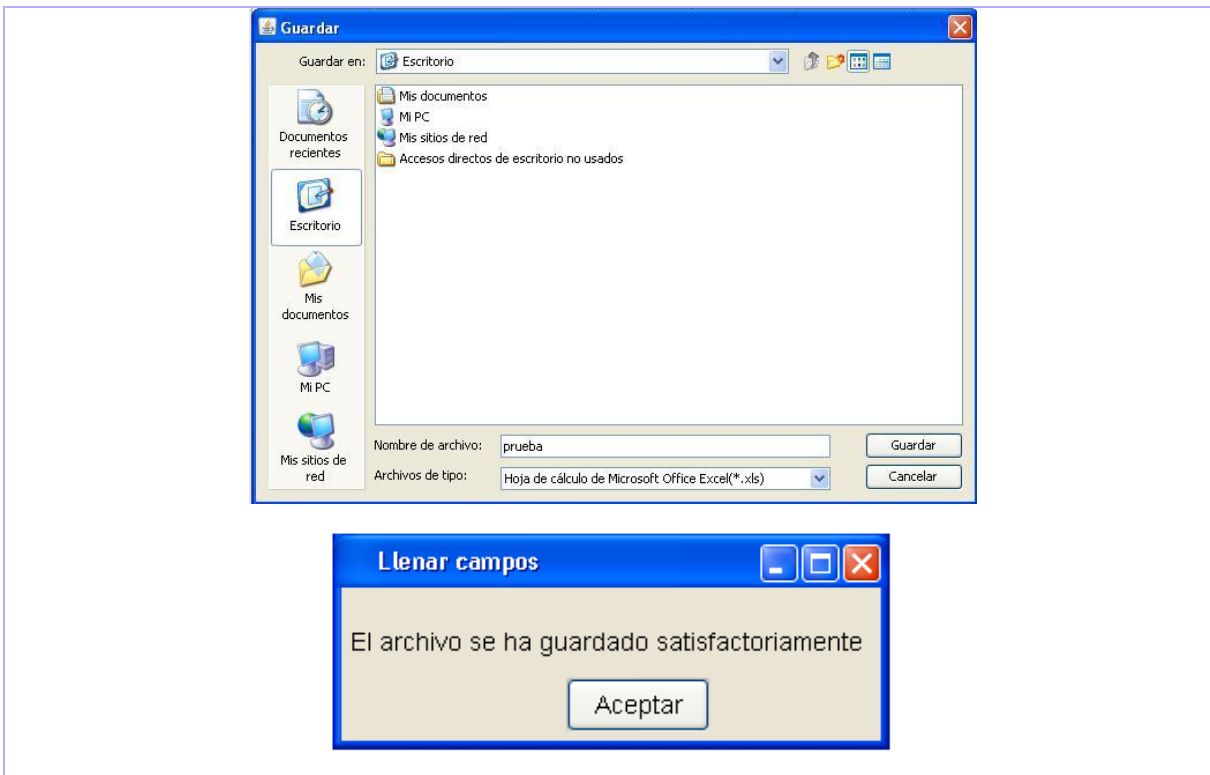 Guardar
Guardar en:
Escritorio
Documentos
recientes
Escritorio
Mis
documentos
Mi PC
Mis sitios de
red
Mis documentos
Mi PC
Mis sitios de red
Accesos directos de escritorio no usados
Nombre de archivo:
prueba
Guardar
Archivos de tipo:
Hoja de cálculo de Microsoft Office Excel(*.xls)
Cancelar
Llenar campos
El archivo se ha guardado satisfactoriamente
Aceptar